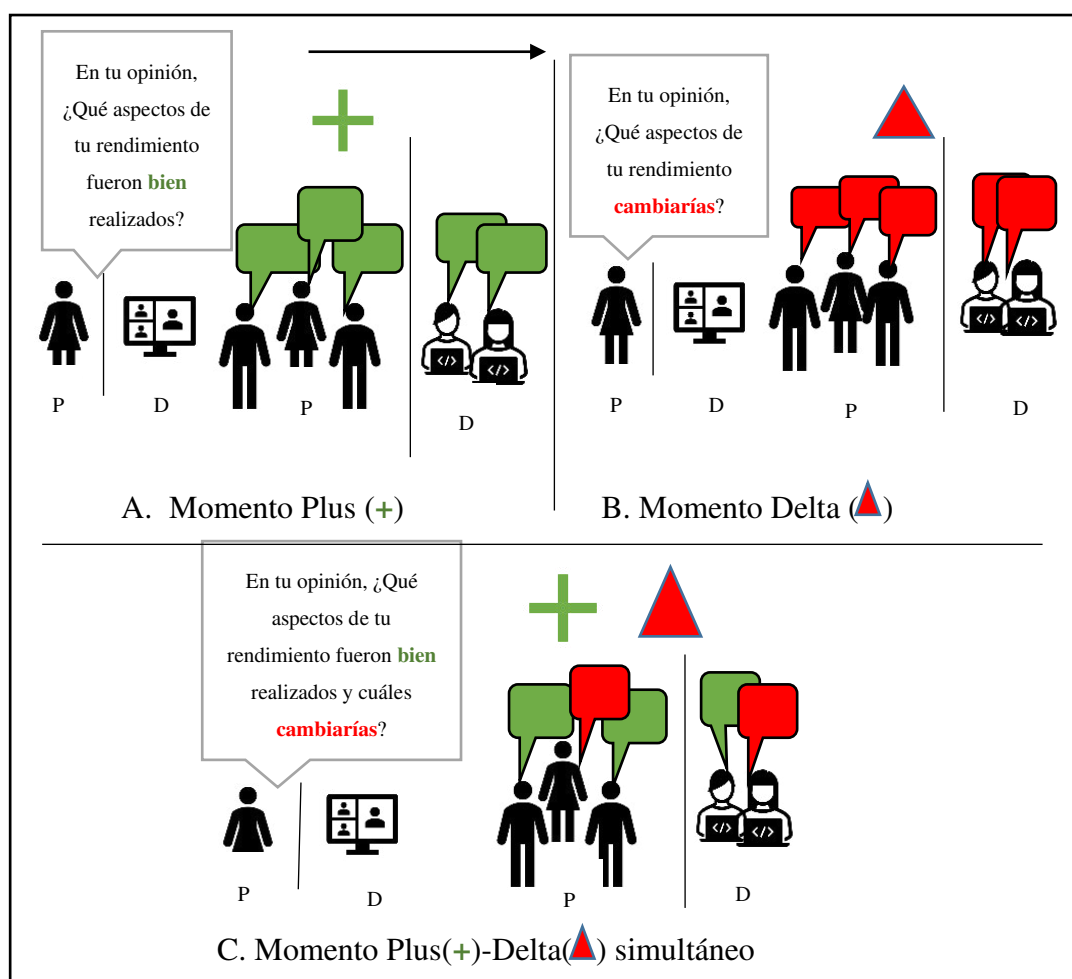 En tu opinión,
¿Qué aspectos de
tu rendimiento
fueron bien
realizados?
P
D
P
D
A. Momento Plus (+)
En tu opinión,
¿Qué aspectos de
tu rendimiento
cambiarías?
P
D
P
D
B. Momento Delta ( )
En tu opinión, ¿Qué
aspectos de tu
rendimiento fueron bien
realizados y cuáles
cambiarías?
P
D
P
D
C. Momento Plus(+)-Delta( ) simultáneo